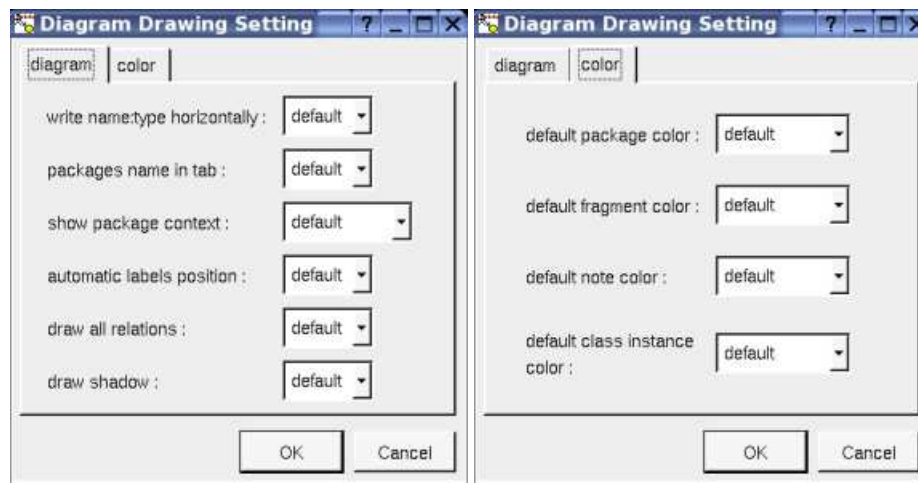 Diagram Drawing Setting
diagram
color
write name:type horizontally :
default
packages name in tab :
default
show package context :
default
automatic labels position :
default
draw all relations :
default
draw shadow :
default
OK
Cancel
Diagram Drawing Setting
diagram
color
default package color :
default
default fragment color :
default
default note color :
default
default class instance
color :
default
OK
Cancel